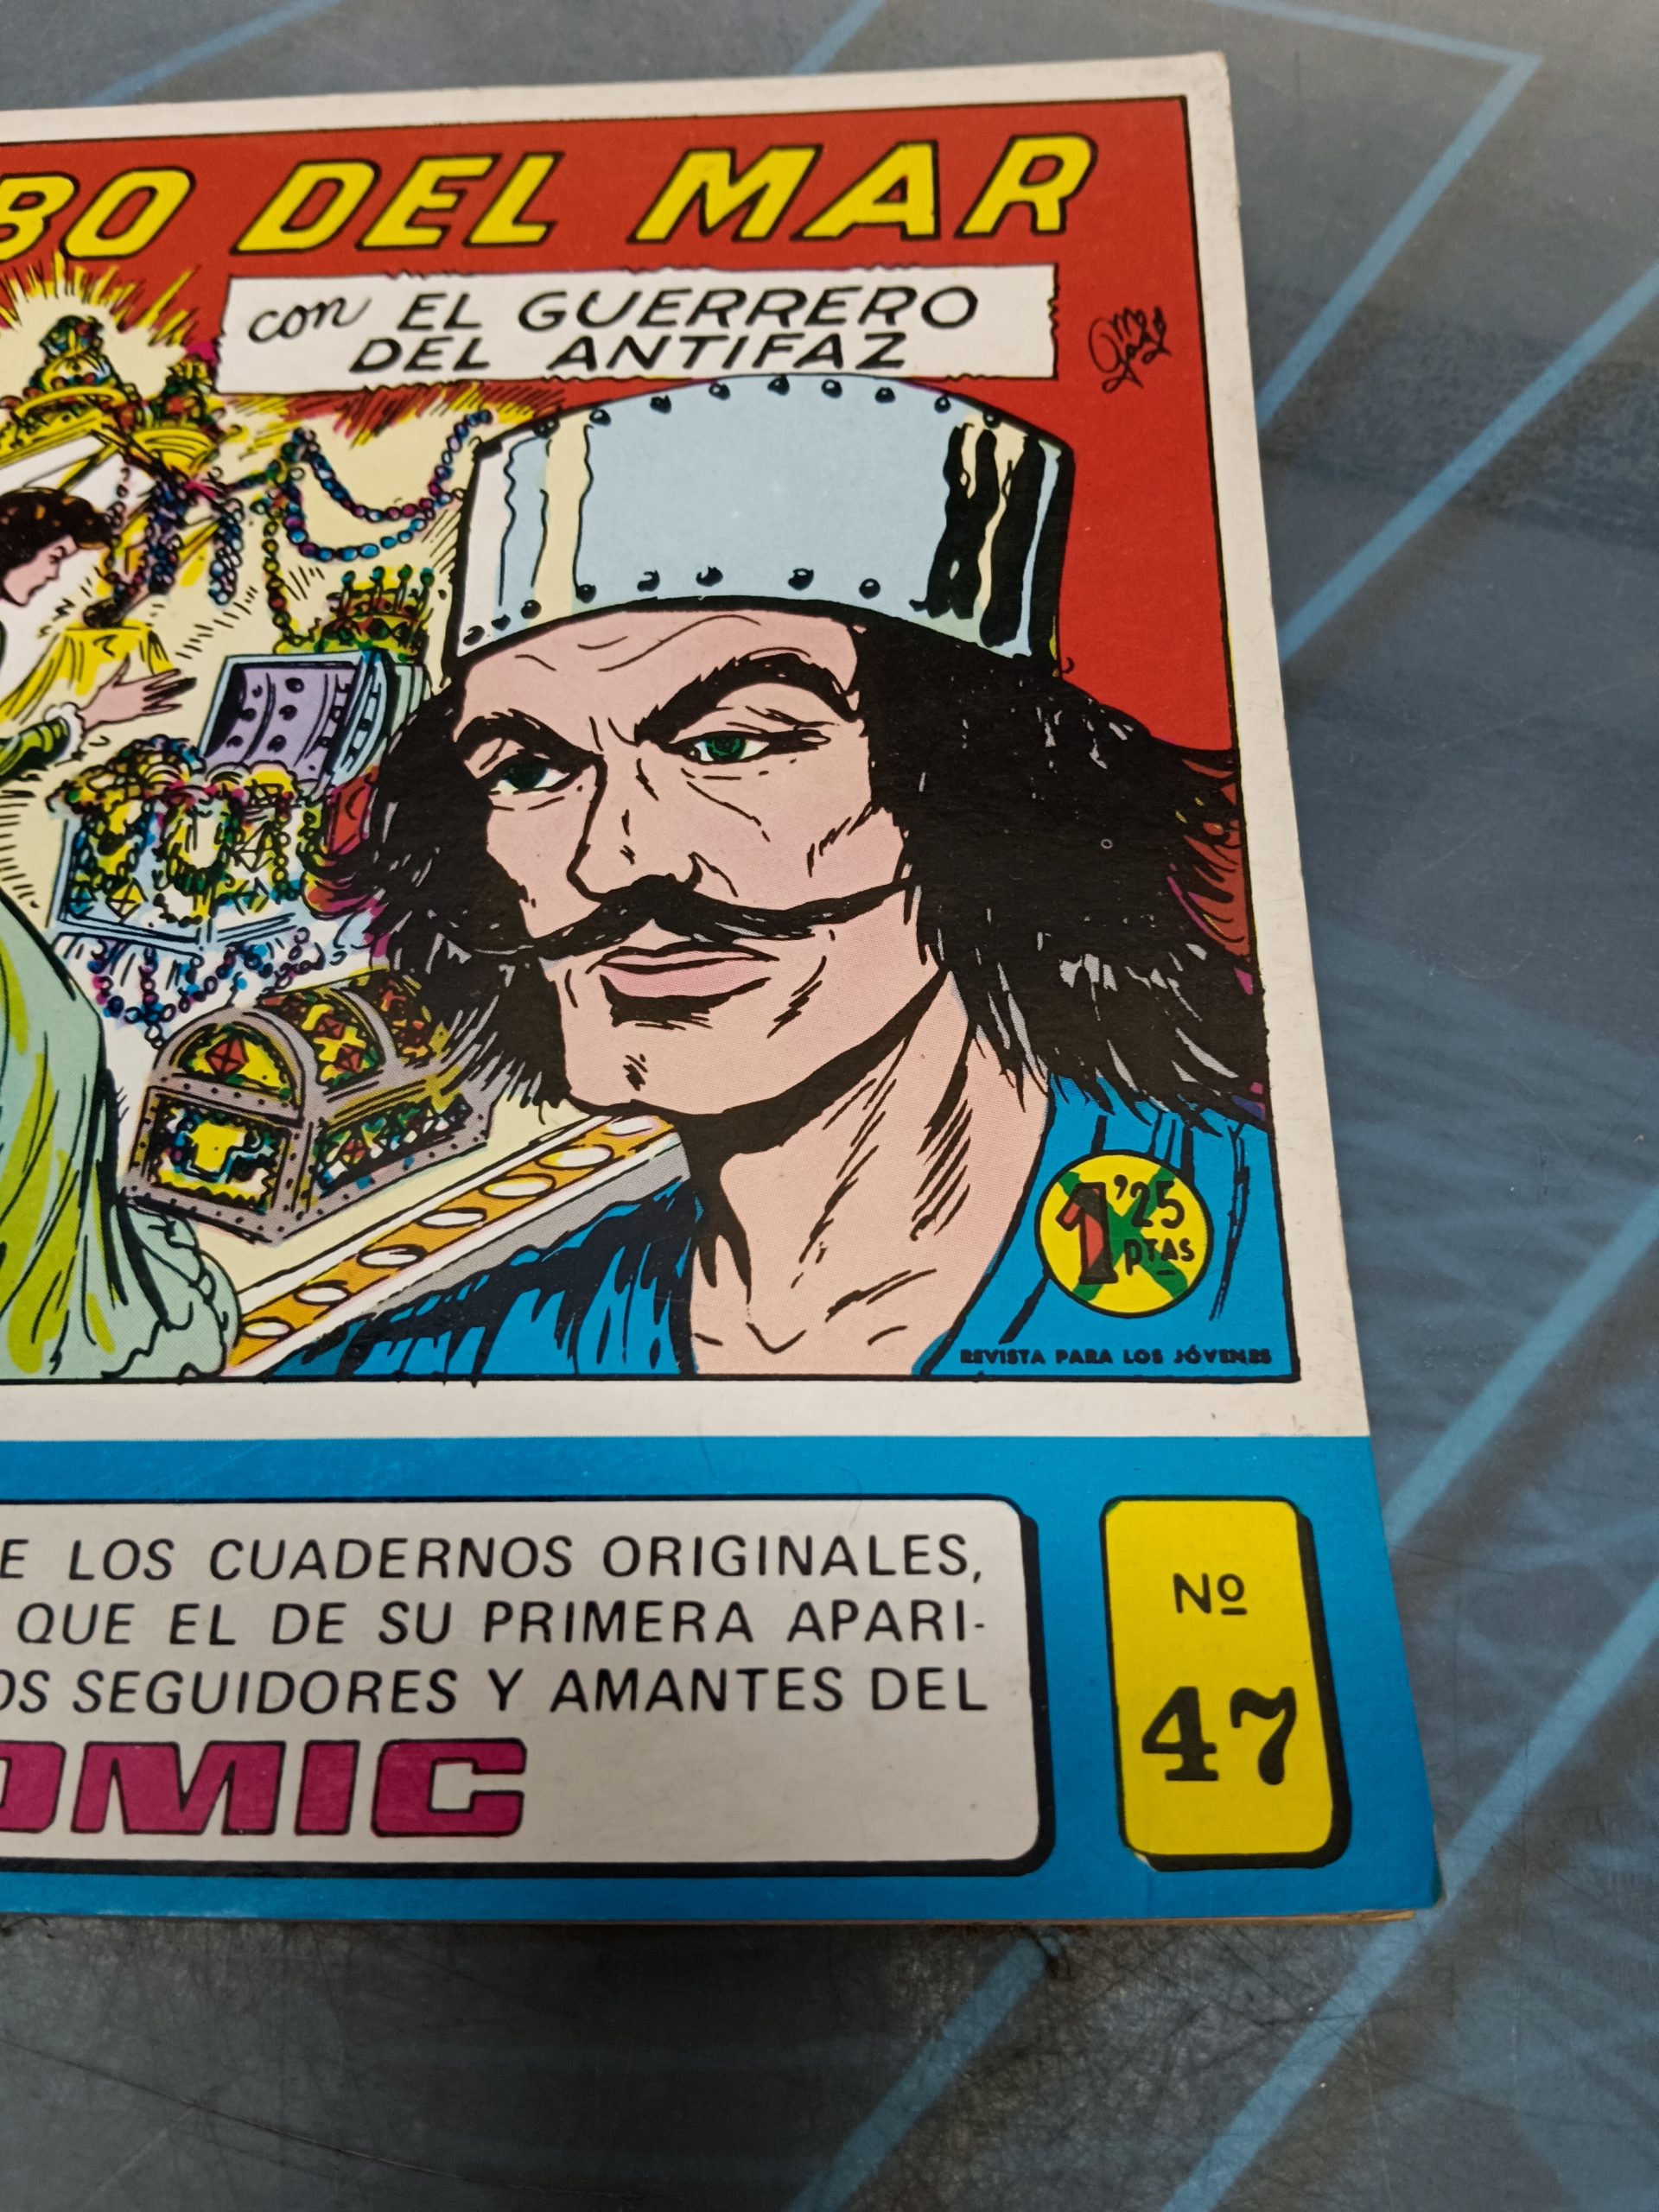 BO DEL MAR
con EL GUERRERO
DEL ANTIFAZ
1'25
PTAS
REVISTA PARA LOS JÓVENES
E LOS CUADERNOS ORIGINALES,
QUE EL DE SU PRIMERA APARI-
OS SEGUIDORES Y AMANTES DEL
OMIC
Nº
47